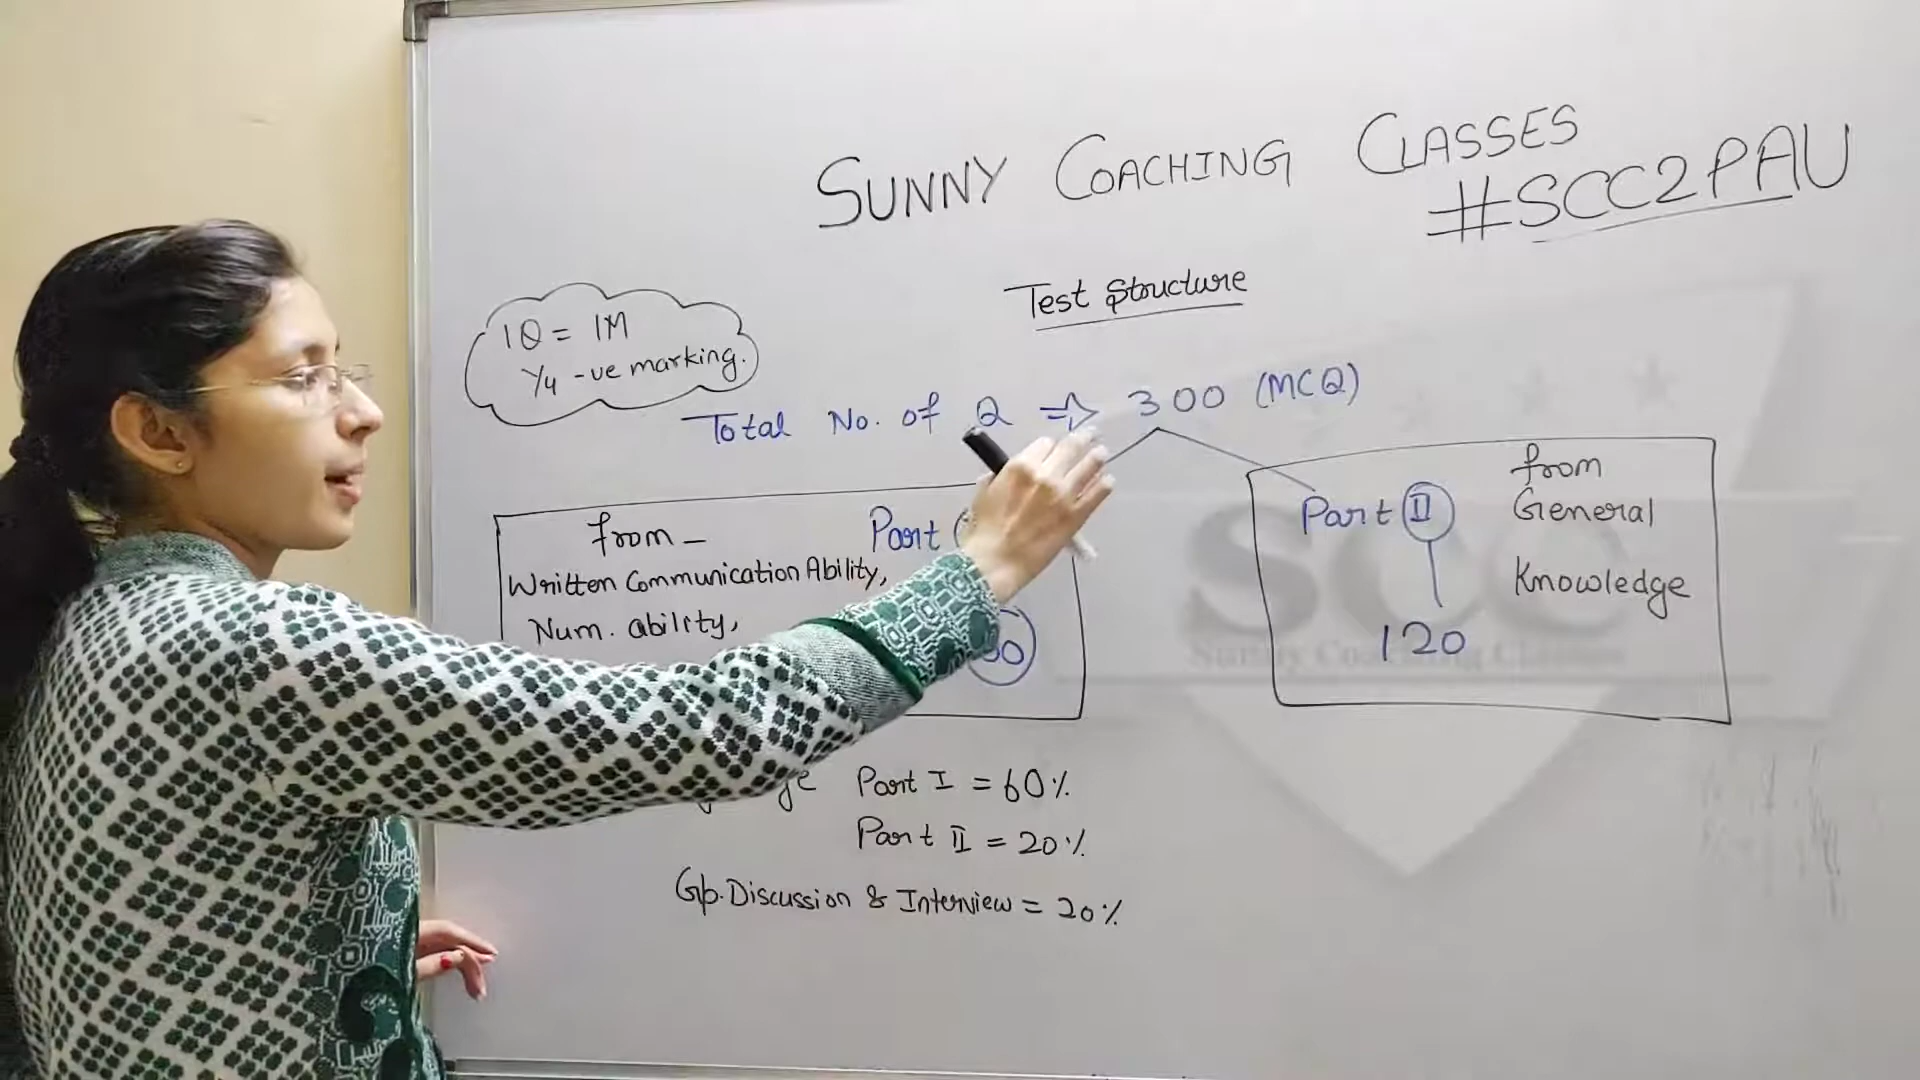 SUNNY COACHING CLASSES
#SCC2PAU
Test Structure
1Q = 1M
1/4 -ve marking.
Total No. of Q ⇒ 300 (MCQ)
from - Part
Written Communication Ability,
Num. ability,
Part II
from
General
Knowledge
120
SCC
Sunny Coaching Classes
Part I = 60%
Part II = 20%
Gp. Discussion & Interview = 20%